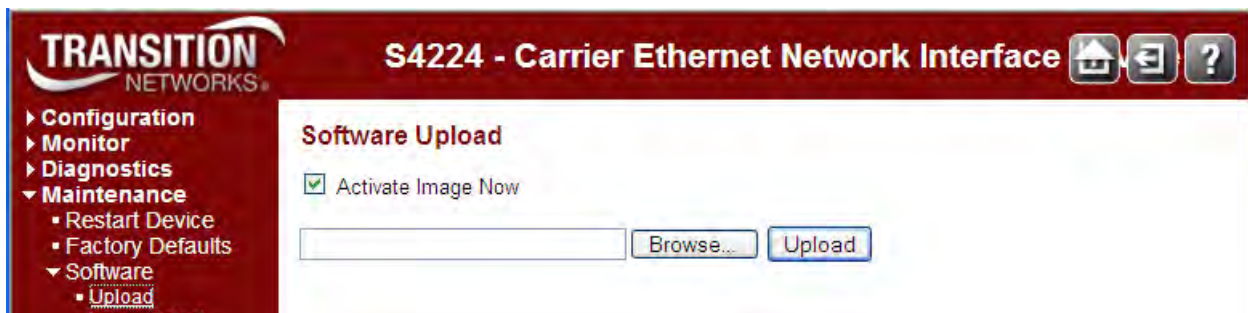 TRANSITION
NETWORKS®
S4224 - Carrier Ethernet Network Interface
?
Configuration
Monitor
Diagnostics
Maintenance
Restart Device
Factory Defaults
Software
Upload
Software Upload
Activate Image Now
Browse...
Upload